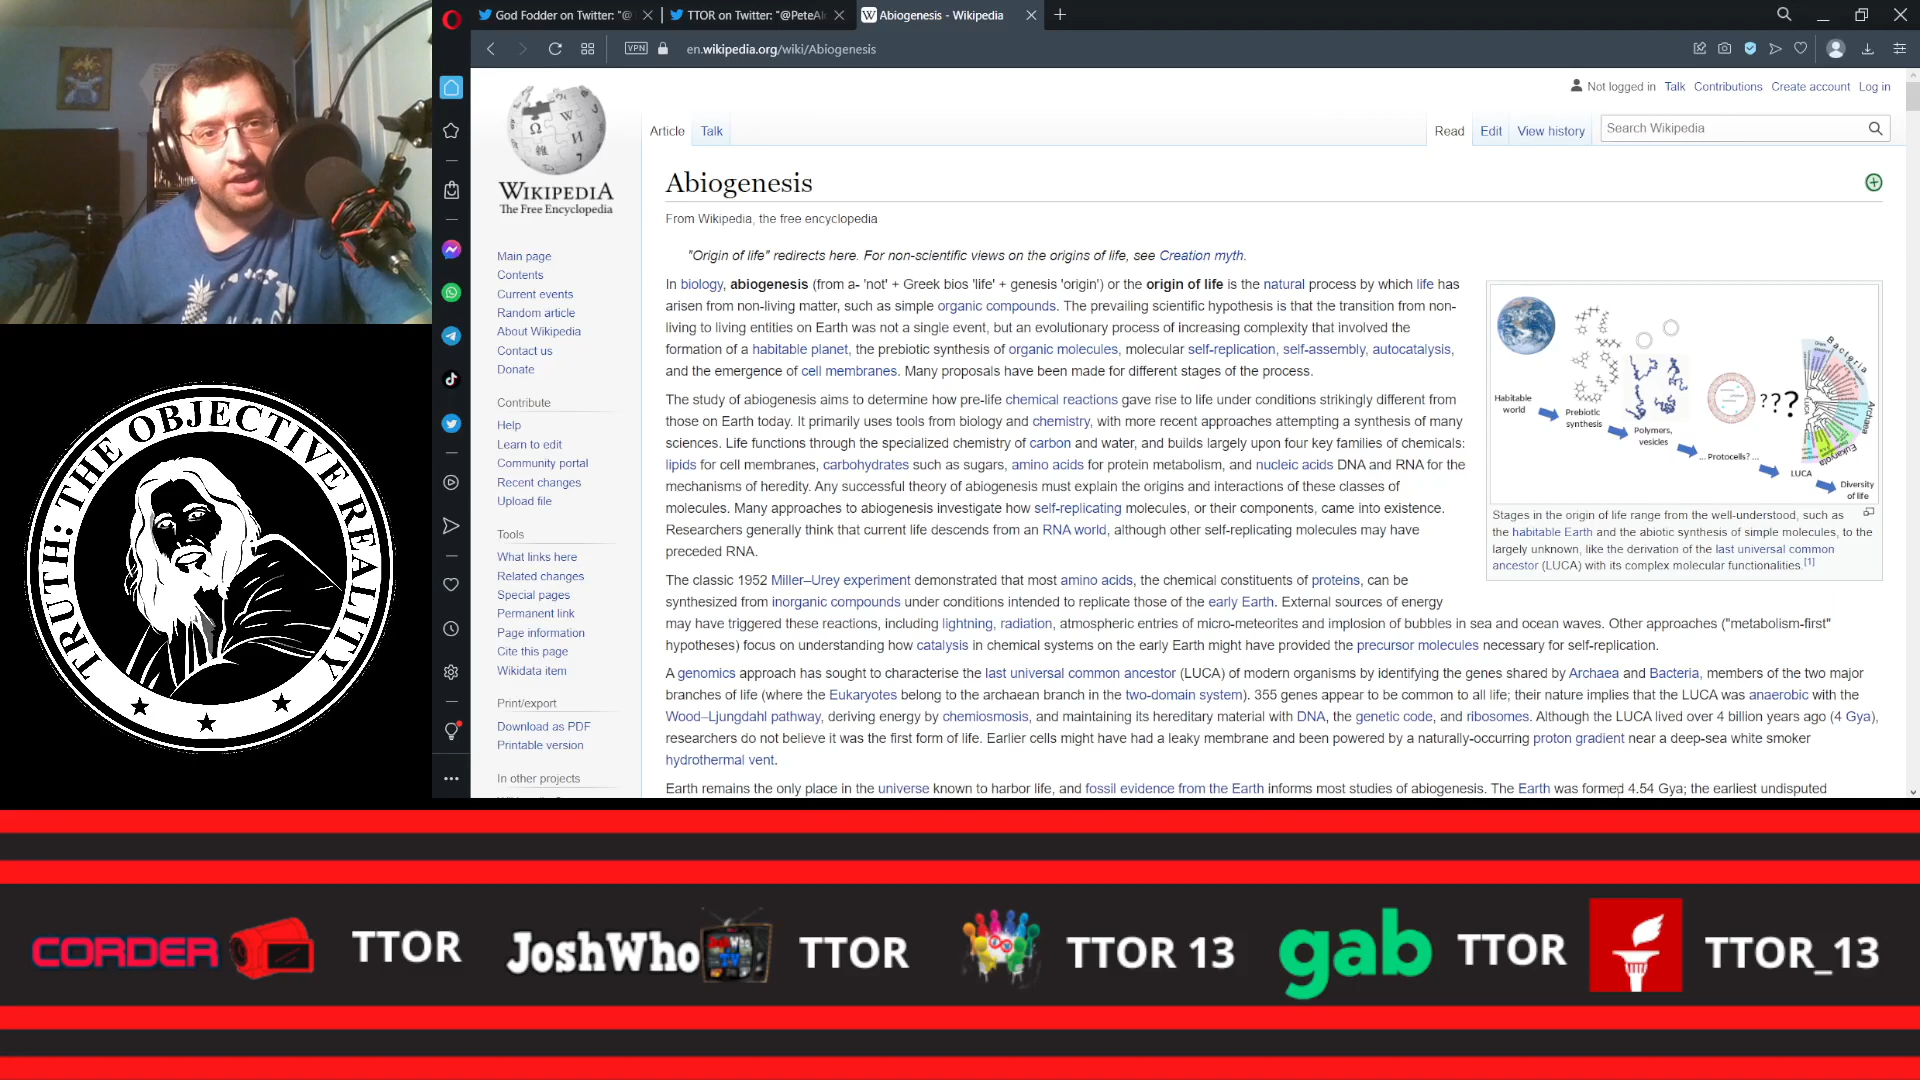 God Fodder on Twitter: "@
TTOR on Twitter: "@PeteAl
Abiogenesis - Wikipedia
VPN
en.wikipedia.org/wiki/Abiogenesis
Not logged in Talk Contributions Create account Log in
Article Talk
Read Edit View history
Search Wikipedia
WIKIPEDIA
The Free Encyclopedia
Main page
Contents
Current events
Random article
About Wikipedia
Contact us
Donate
Contribute
Help
Learn to edit
Community portal
Recent changes
Upload file
Tools
What links here
Related changes
Special pages
Permanent link
Page information
Cite this page
Wikidata item
Print/export
Download as PDF
Printable version
In other projects
Abiogenesis
From Wikipedia, the free encyclopedia
"Origin of life" redirects here. For non-scientific views on the origins of life, see Creation myth.
In biology, abiogenesis (from a- 'not' + Greek bios 'life' + genesis 'origin') or the origin of life is the natural process by which life has
arisen from non-living matter, such as simple organic compounds. The prevailing scientific hypothesis is that the transition from non-
living to living entities on Earth was not a single event, but an evolutionary process of increasing complexity that involved the
formation of a habitable planet, the prebiotic synthesis of organic molecules, molecular self-replication, self-assembly, autocatalysis,
and the emergence of cell membranes. Many proposals have been made for different stages of the process.
The study of abiogenesis aims to determine how pre-life chemical reactions gave rise to life under conditions strikingly different from
those on Earth today. It primarily uses tools from biology and chemistry, with more recent approaches attempting a synthesis of many
sciences. Life functions through the specialized chemistry of carbon and water, and builds largely upon four key families of chemicals:
lipids for cell membranes, carbohydrates such as sugars, amino acids for protein metabolism, and nucleic acids DNA and RNA for the
mechanisms of heredity. Any successful theory of abiogenesis must explain the origins and interactions of these classes of
molecules. Many approaches to abiogenesis investigate how self-replicating molecules, or their components, came into existence.
Researchers generally think that current life descends from an RNA world, although other self-replicating molecules may have
preceded RNA.
The classic 1952 Miller–Urey experiment demonstrated that most amino acids, the chemical constituents of proteins, can be
synthesized from inorganic compounds under conditions intended to replicate those of the early Earth. External sources of energy
may have triggered these reactions, including lightning, radiation, atmospheric entries of micro-meteorites and implosion of bubbles in sea and ocean waves. Other approaches ("metabolism-first"
hypotheses) focus on understanding how catalysis in chemical systems on the early Earth might have provided the precursor molecules necessary for self-replication.
A genomics approach has sought to characterise the last universal common ancestor (LUCA) of modern organisms by identifying the genes shared by Archaea and Bacteria, members of the two major
branches of life (where the Eukaryotes belong to the archaean branch in the two-domain system). 355 genes appear to be common to all life; their nature implies that the LUCA was anaerobic with the
Wood–Ljungdahl pathway, deriving energy by chemiosmosis, and maintaining its hereditary material with DNA, the genetic code, and ribosomes. Although the LUCA lived over 4 billion years ago (4 Gya),
researchers do not believe it was the first form of life. Earlier cells might have had a leaky membrane and been powered by a naturally-occurring proton gradient near a deep-sea white smoker
hydrothermal vent.
Earth remains the only place in the universe known to harbor life, and fossil evidence from the Earth informs most studies of abiogenesis. The Earth was formed 4.54 Gya; the earliest undisputed
Habitable
world
Prebiotic
synthesis
Polymers,
vesicles
... Protocells? ...
???
LUCA
LUCA
Bacteria
Archaea
Eukaryota
Diversity
of life
Stages in the origin of life range from the well-understood, such as
the habitable Earth and the abiotic synthesis of simple molecules, to the
largely unknown, like the derivation of the last universal common
ancestor (LUCA) with its complex molecular functionalities.[1]
TRUTH: THE OBJECTIVE REALITY
CORDER TTOR JoshWho TTOR TTOR 13 gab TTOR TTOR_13